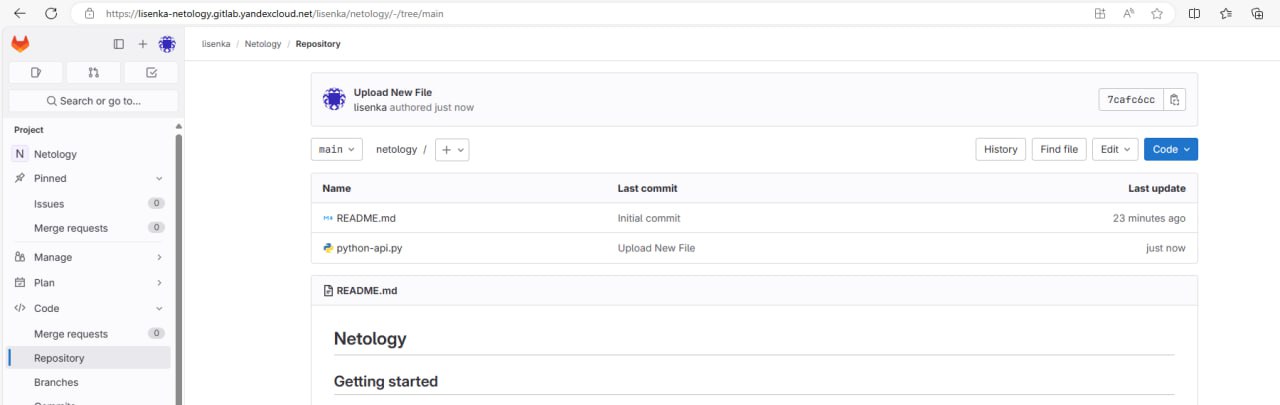 https://lisenka-netology.gitlab.yandexcloud.net/lisenka/netology/-/tree/main
lisenka / Netology / Repository
Search or go to...
Project
N Netology
Pinned
Issues 0
Merge requests 0
Manage
Plan
Code
Merge requests 0
Repository
Branches
Upload New File
lisenka authored just now
7cafc6cc
main
netology /
History
Find file
Edit
Code
Name Last commit Last update
README.md Initial commit 23 minutes ago
python-api.py Upload New File just now
README.md
Netology
Getting started